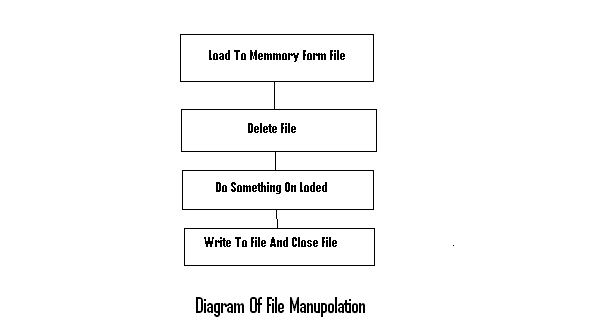 Load To Memmory Form File
Delete File
Do Something On Loded
Write To File And Close File
Diagram Of File Manupolation